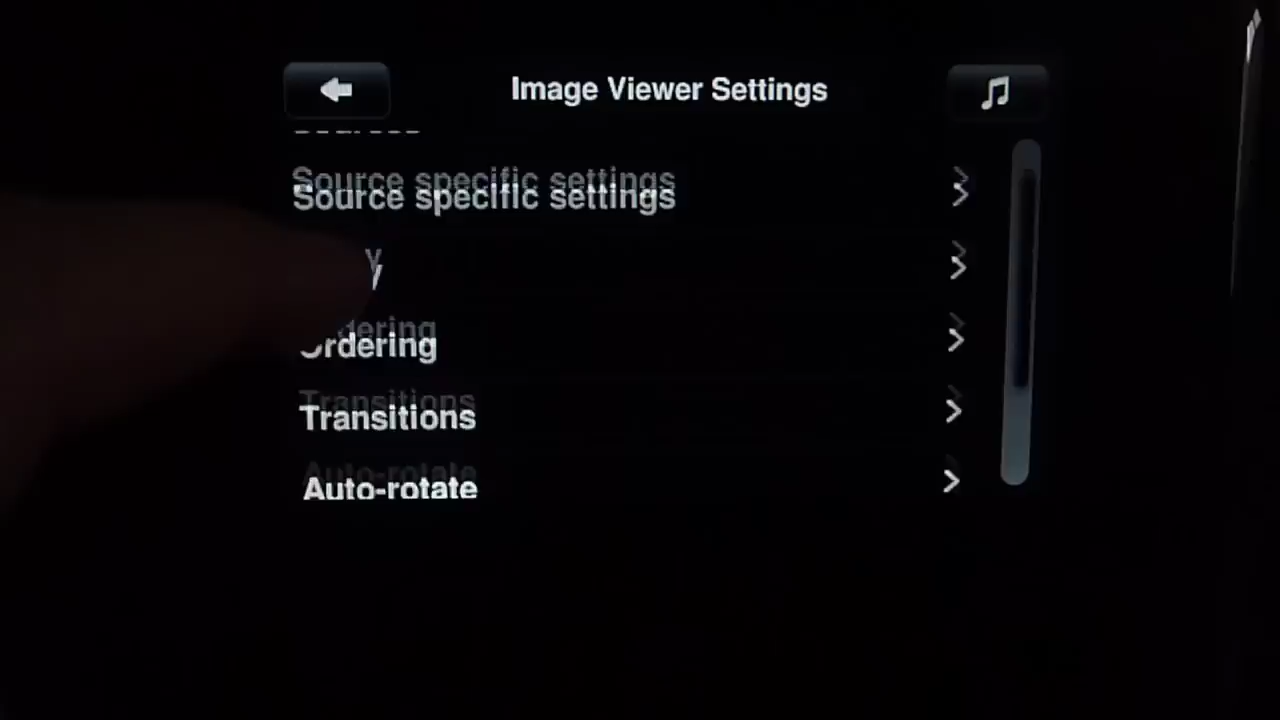 Image Viewer Settings
Source specific settings
Ordering
Transitions
Auto-rotate